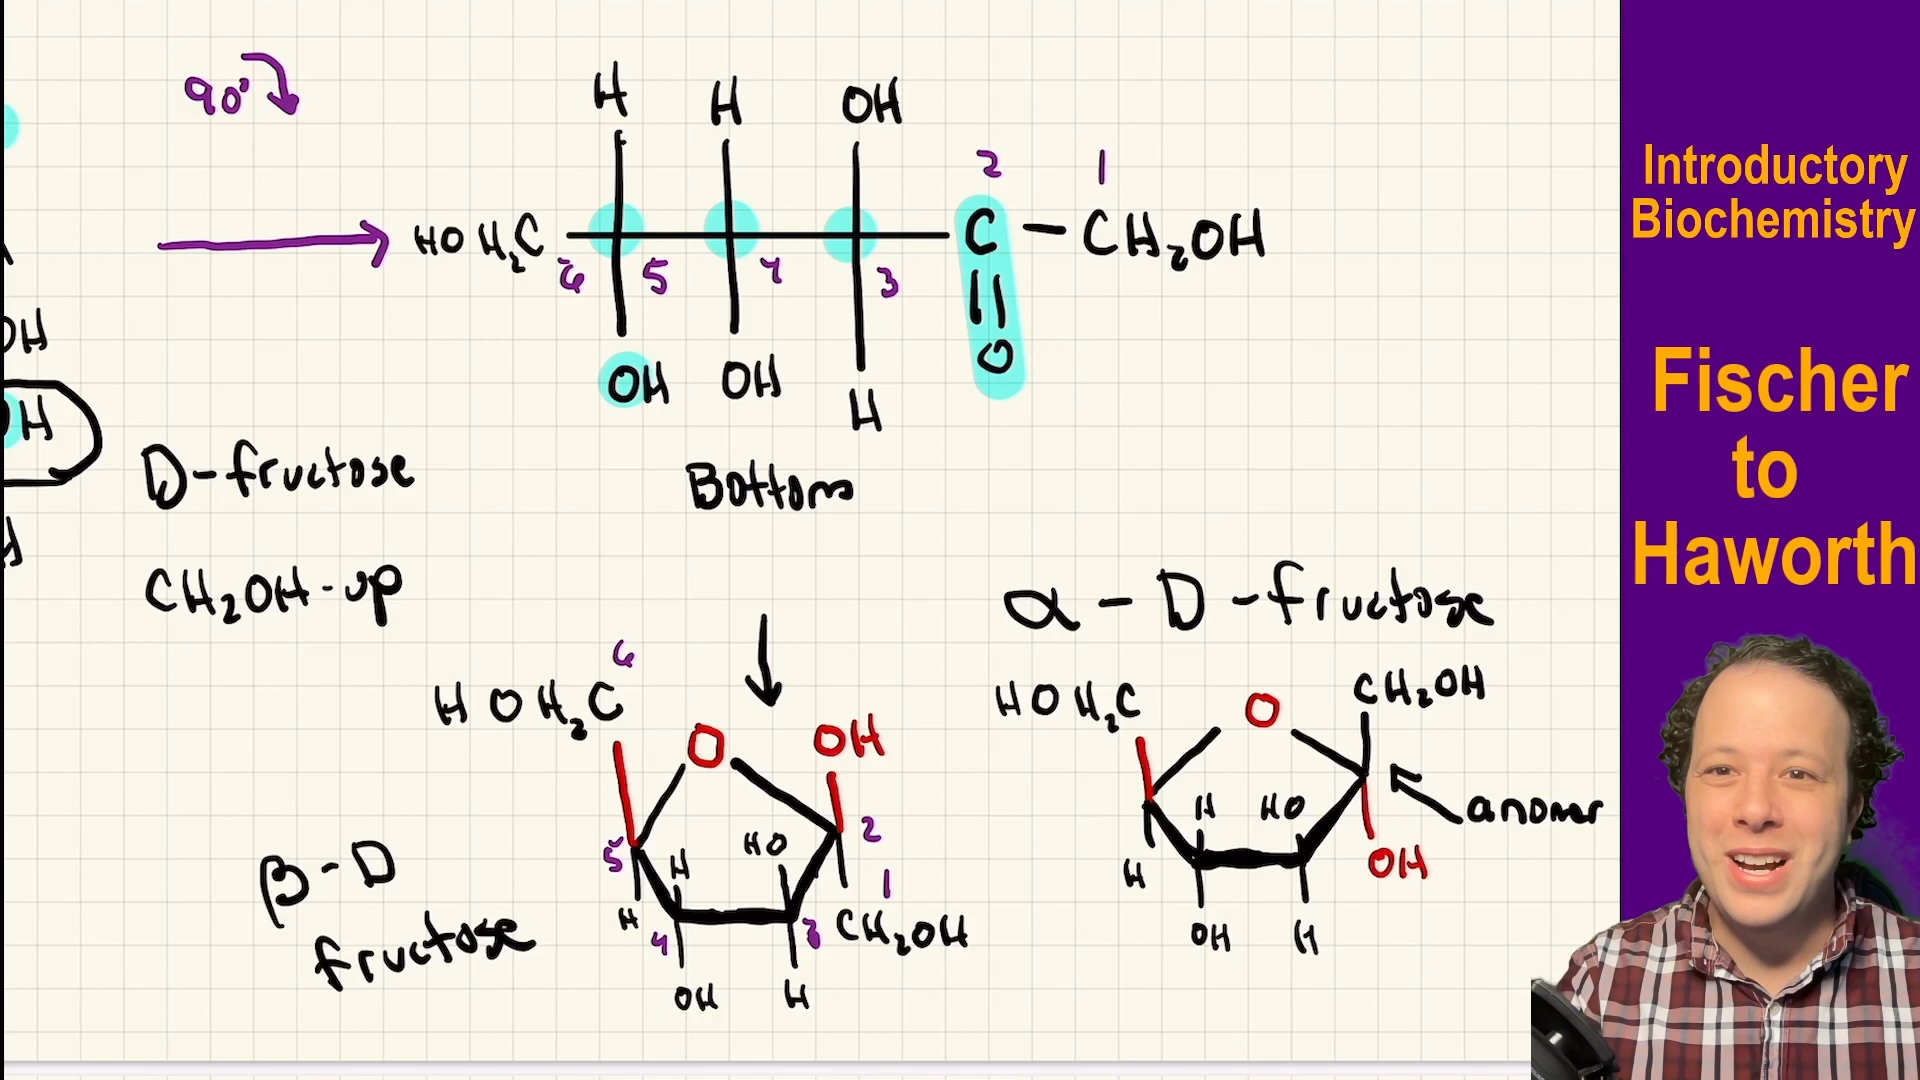 90°
H H OH
2 1
HOH₂C C – CH₂OH
6 5 4 3
O
OH OH H
OH
H
D-fructose
Bottom
CH₂OH-up
α – D – fructose
6
HOH₂C O OH
HOH₂C O CH₂OH
5 H HO 2
H HO anomer
β-D
fructose
H 4 3 1
CH₂OH
OH H
H OH
OH H
Introductory
Biochemistry
Fischer
to
Haworth